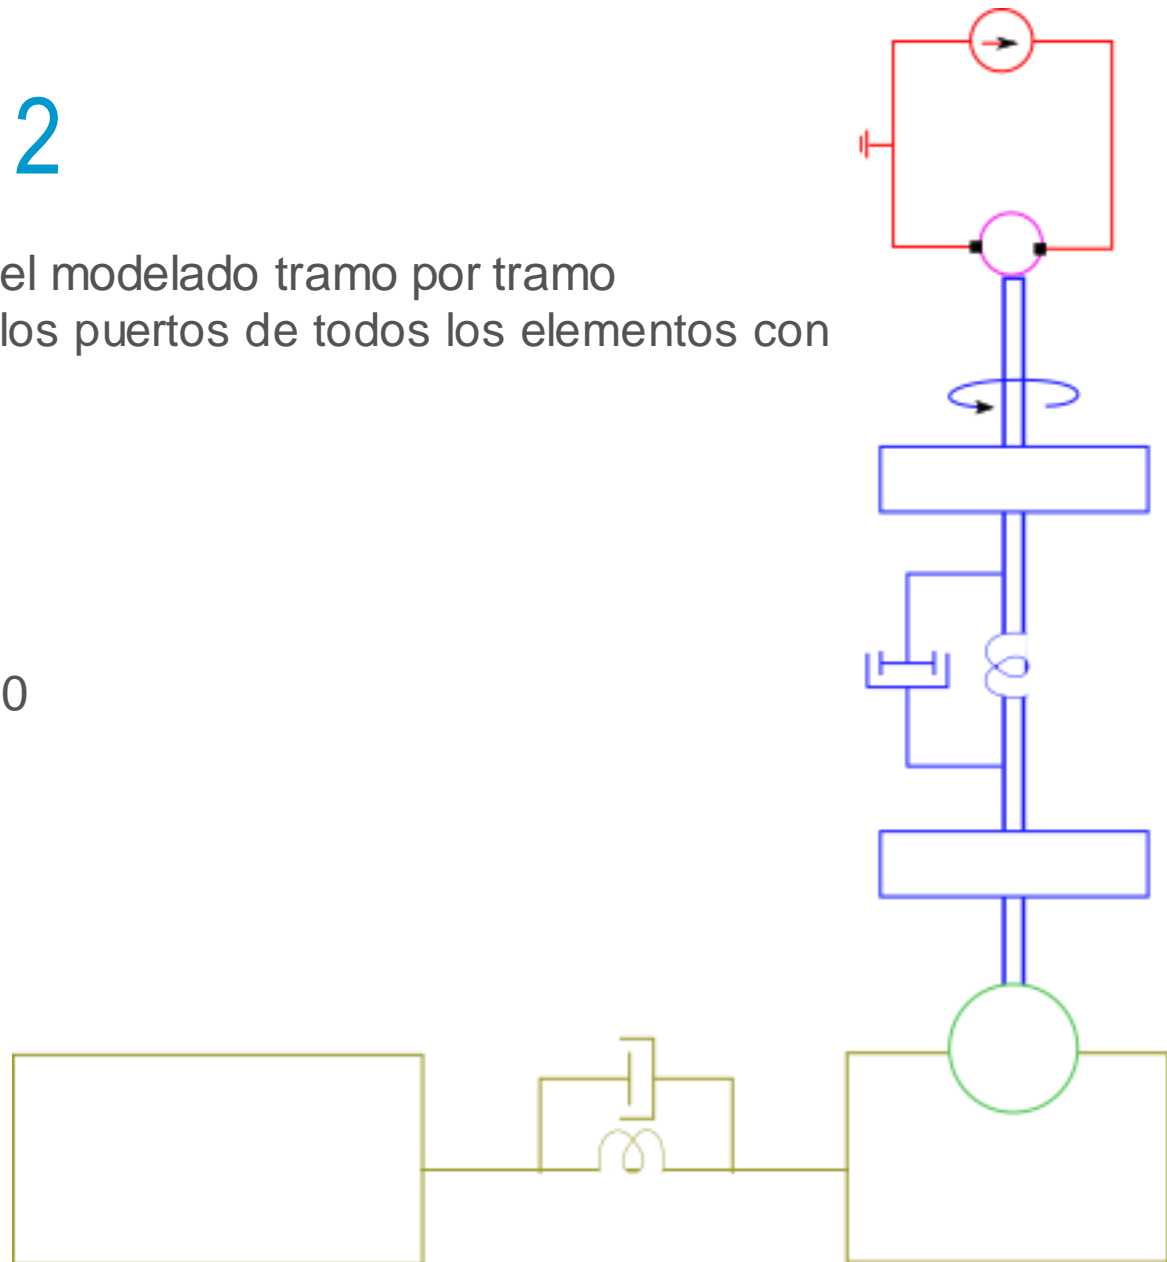 2
el modelado tramo por tramo
los puertos de todos los elementos con
0